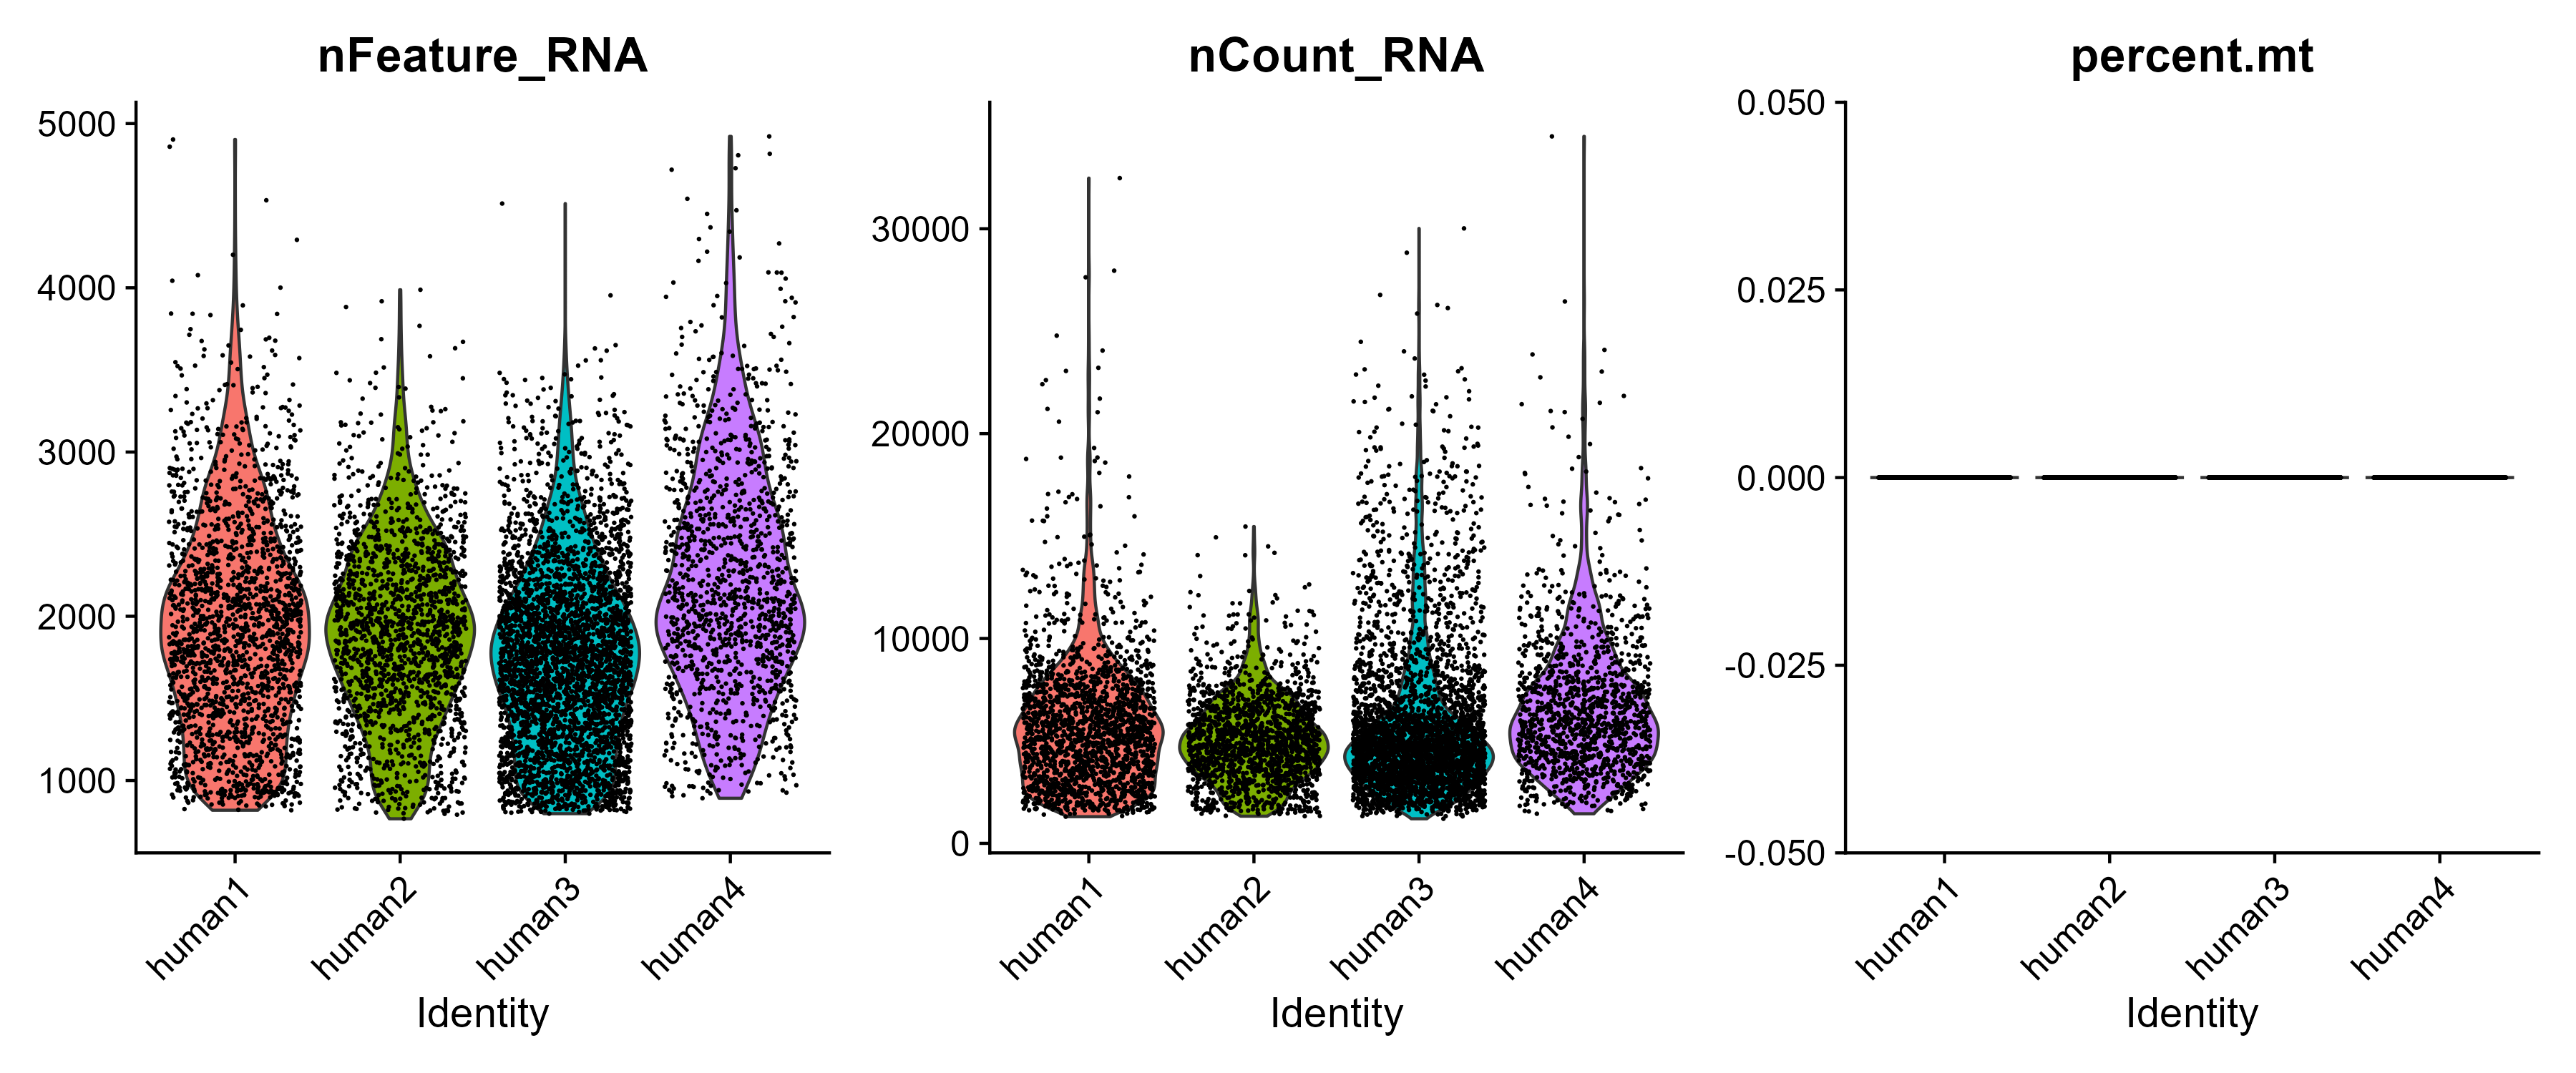 nFeature_RNA
5000
4000
3000
2000
1000
human1
human2
human3
human4
Identity
nCount_RNA
30000
20000
10000
0
human1
human2
human3
human4
Identity
percent.mt
0.050
0.025
0.000
-0.025
-0.050
human1
human2
human3
human4
Identity